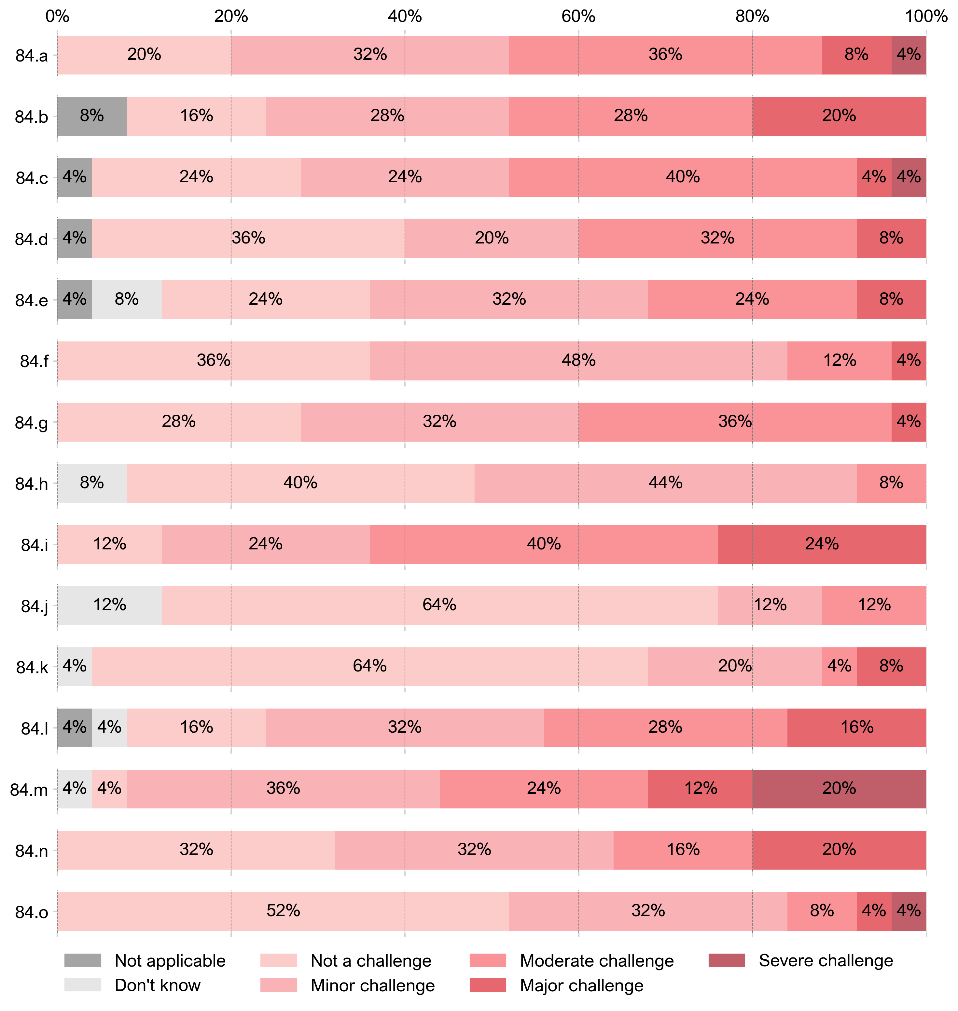 0% 20% 40% 60% 80% 100%
84.a 20% 32% 36% 8% 4%
84.b 8% 16% 28% 28% 20%
84.c 4% 24% 24% 40% 4% 4%
84.d 4% 36% 20% 32% 8%
84.e 4% 8% 24% 32% 24% 8%
84.f 36% 48% 12% 4%
84.g 28% 32% 36% 4%
84.h 8% 40% 44% 8%
84.i 12% 24% 40% 24%
84.j 12% 64% 12% 12%
84.k 4% 64% 20% 4% 8%
84.l 4% 4% 16% 32% 28% 16%
84.m 4% 4% 36% 24% 12% 20%
84.n 32% 32% 16% 20%
84.o 52% 32% 8% 4% 4%
Not applicable Not a challenge Moderate challenge Severe challenge
Don't know Minor challenge Major challenge